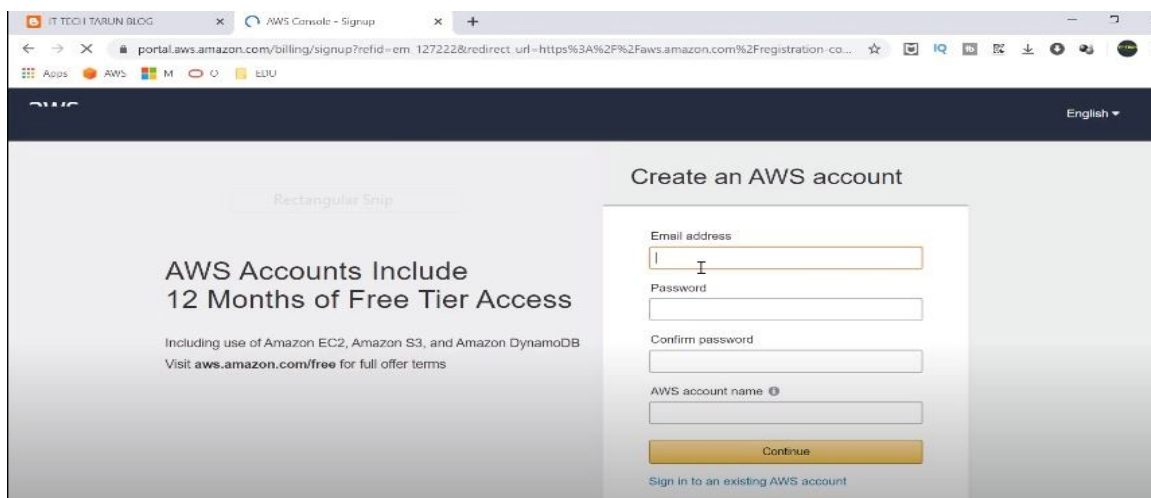 IT TECH TARUN BLOG
AWS Console - Signup
portal.aws.amazon.com/billing/signup?refid=em_127222&redirect_url=https%3A%2F%2Faws.amazon.com%2Fregistration-co...
Apps AWS M O EDU
aws
English
Create an AWS account
Rectangular Snip
Email address
AWS Accounts Include
12 Months of Free Tier Access
Password
Including use of Amazon EC2, Amazon S3, and Amazon DynamoDB
Visit aws.amazon.com/free for full offer terms
Confirm password
AWS account name
Continue
Sign in to an existing AWS account